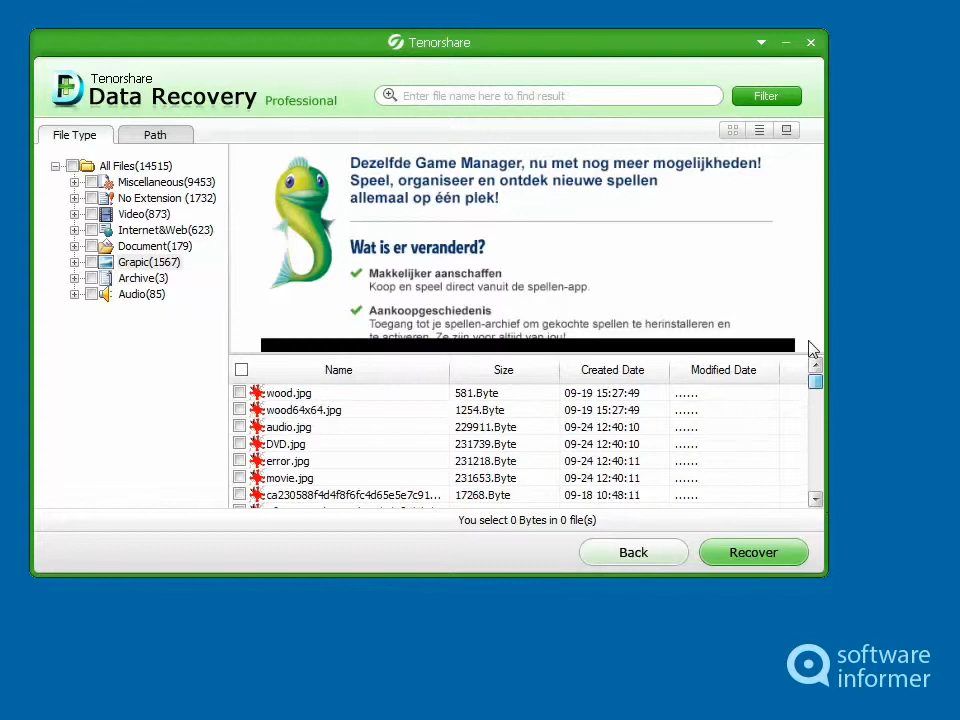 Tenorshare
Tenorshare
Data Recovery Professional
Enter file name here to find result
Filter
File Type
Path
All Files(14515)
Miscellaneous(9453)
No Extension (1732)
Video(873)
Internet&Web(623)
Document(179)
Grapic(1567)
Archive(3)
Audio(85)
Dezelfde Game Manager, nu met nog meer mogelijkheden!
Speel, organiseer en ontdek nieuwe spellen
allemaal op één plek!
Wat is er veranderd?
Makkelijker aanschaffen
Koop en speel direct vanuit de spellen-app.
Aankoopgeschiedenis
Toegang tot je spellen-archief om gekochte spellen te herinstalleren en
te activeren. Ze zijn voor altijd van jou!
Name Size Created Date Modified Date
wood.jpg 581.Byte 09-19 15:27:49 ......
wood64x64.jpg 1254.Byte 09-19 15:27:49 ......
audio.jpg 229911.Byte 09-24 12:40:10 ......
DVD.jpg 231739.Byte 09-24 12:40:10 ......
error.jpg 231218.Byte 09-24 12:40:11 ......
movie.jpg 231653.Byte 09-24 12:40:11 ......
ca230588f4d4f8f6fc4d65e5e7c91... 17268.Byte 09-18 10:48:11 ......
You select 0 Bytes in 0 file(s)
Back
Recover
software
informer